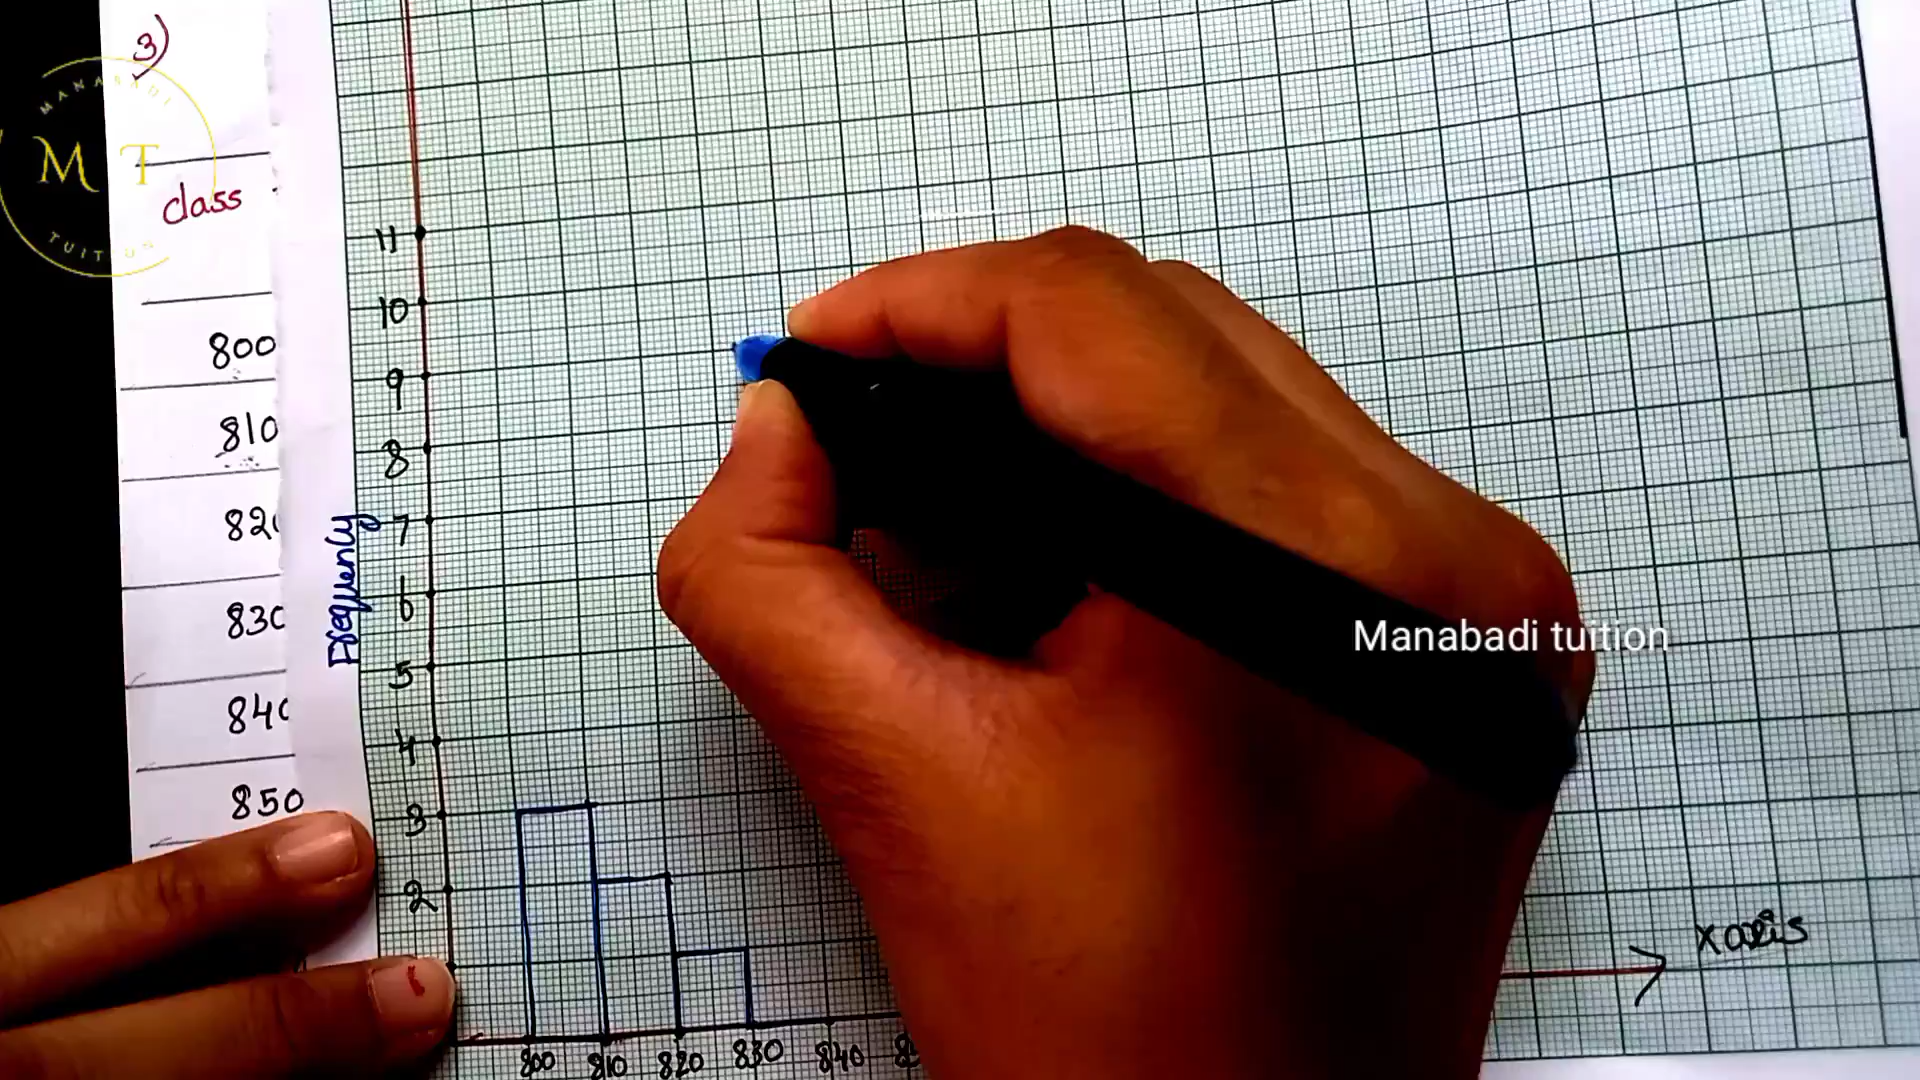 3)
MANABADI
M T
TUITION
class
800
810
820
830
840
850
Frequenly
11
10
9
8
7
6
5
4
3
2
800 810 820 830 840
x axis
Manabadi tuition